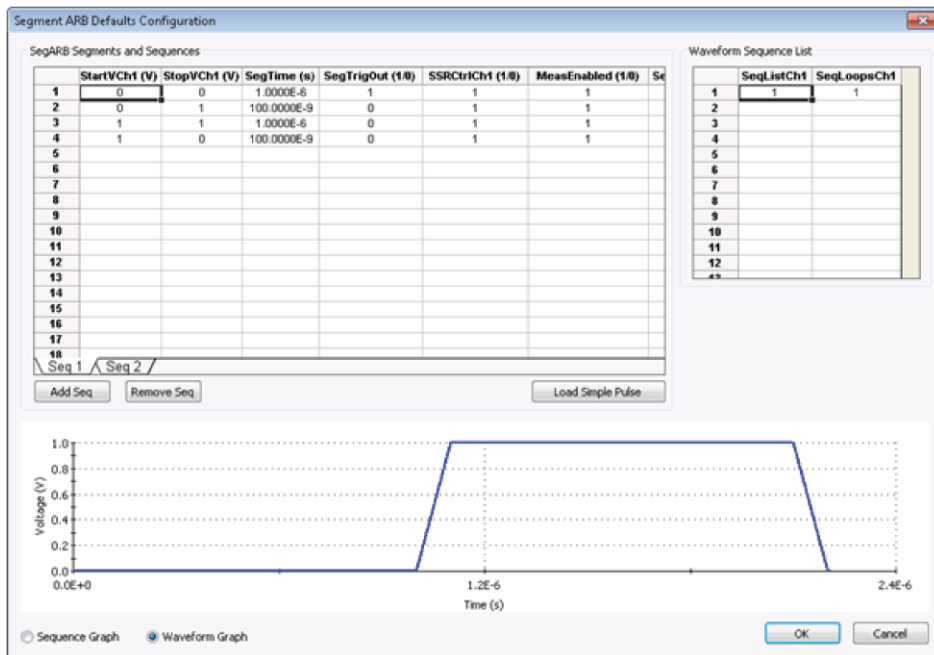 Segment ARB Defaults Configuration
SegARB Segments and Sequences
StartVCh1 (V) StopVCh1 (V) SegTime (s) SegTrigOut (1/0) SSRCtrlCh1 (1/0) MeasEnabled (1/0) Se
1 0 0 1.0000E-6 1 1 1
2 0 1 100.0000E-9 0 1 1
3 1 1 1.0000E-6 0 1 1
4 1 0 100.0000E-9 0 1 1
5
6
7
8
9
10
11
12
13
14
15
16
17
18
Seq 1 Seq 2
Add Seq Remove Seq Load Simple Pulse
Waveform Sequence List
SeqListCh1 SeqLoopsCh1
1 1 1
2
3
4
5
6
7
8
9
10
11
12
13
Voltage (V)
1.0
0.8
0.6
0.4
0.2
0.0
0.0E+0 1.2E-6 2.4E-6
Time (s)
Sequence Graph Waveform Graph OK Cancel